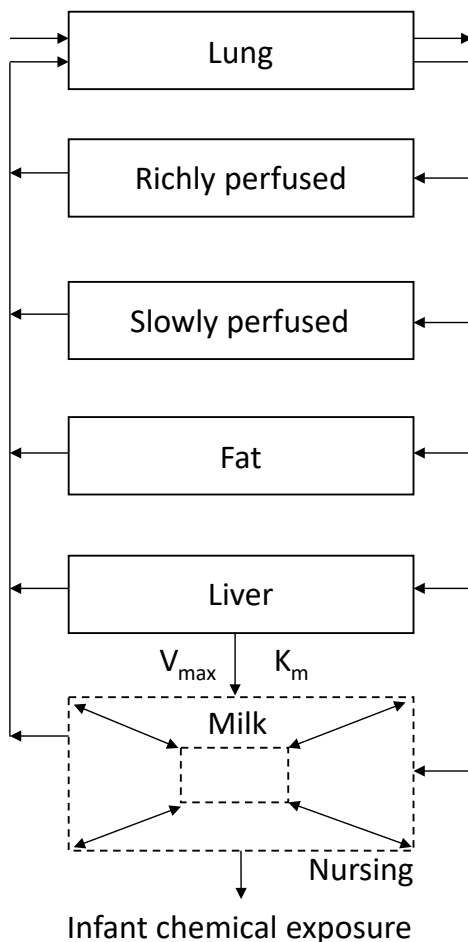 Lung
Richly perfused
Slowly perfused
Fat
Liver
Vmax Km
Milk
Nursing
Infant chemical exposure